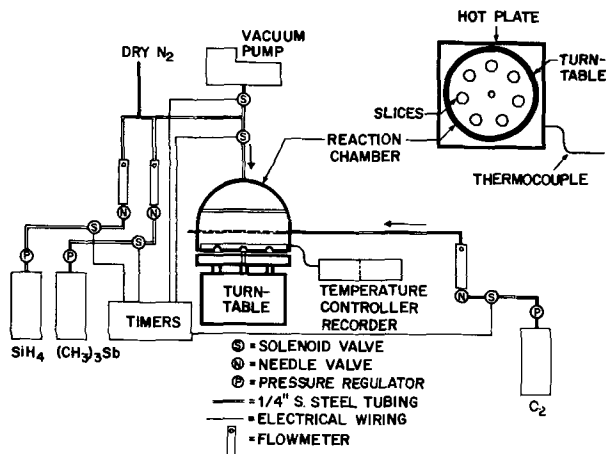 HOT PLATE
DRY N2
VACUUM
PUMP
TURN-
TABLE
S
SLICES
S
REACTION
CHAMBER
THERMOCOUPLE
N
N
S
S
P
P
TURN-
TABLE
TEMPERATURE
CONTROLLER
RECORDER
N
S
P
TIMERS
SiH4
(CH3)3Sb
S = SOLENOID VALVE
N = NEEDLE VALVE
P = PRESSURE REGULATOR
= 1/4" S. STEEL TUBING
= ELECTRICAL WIRING
= FLOWMETER
C2